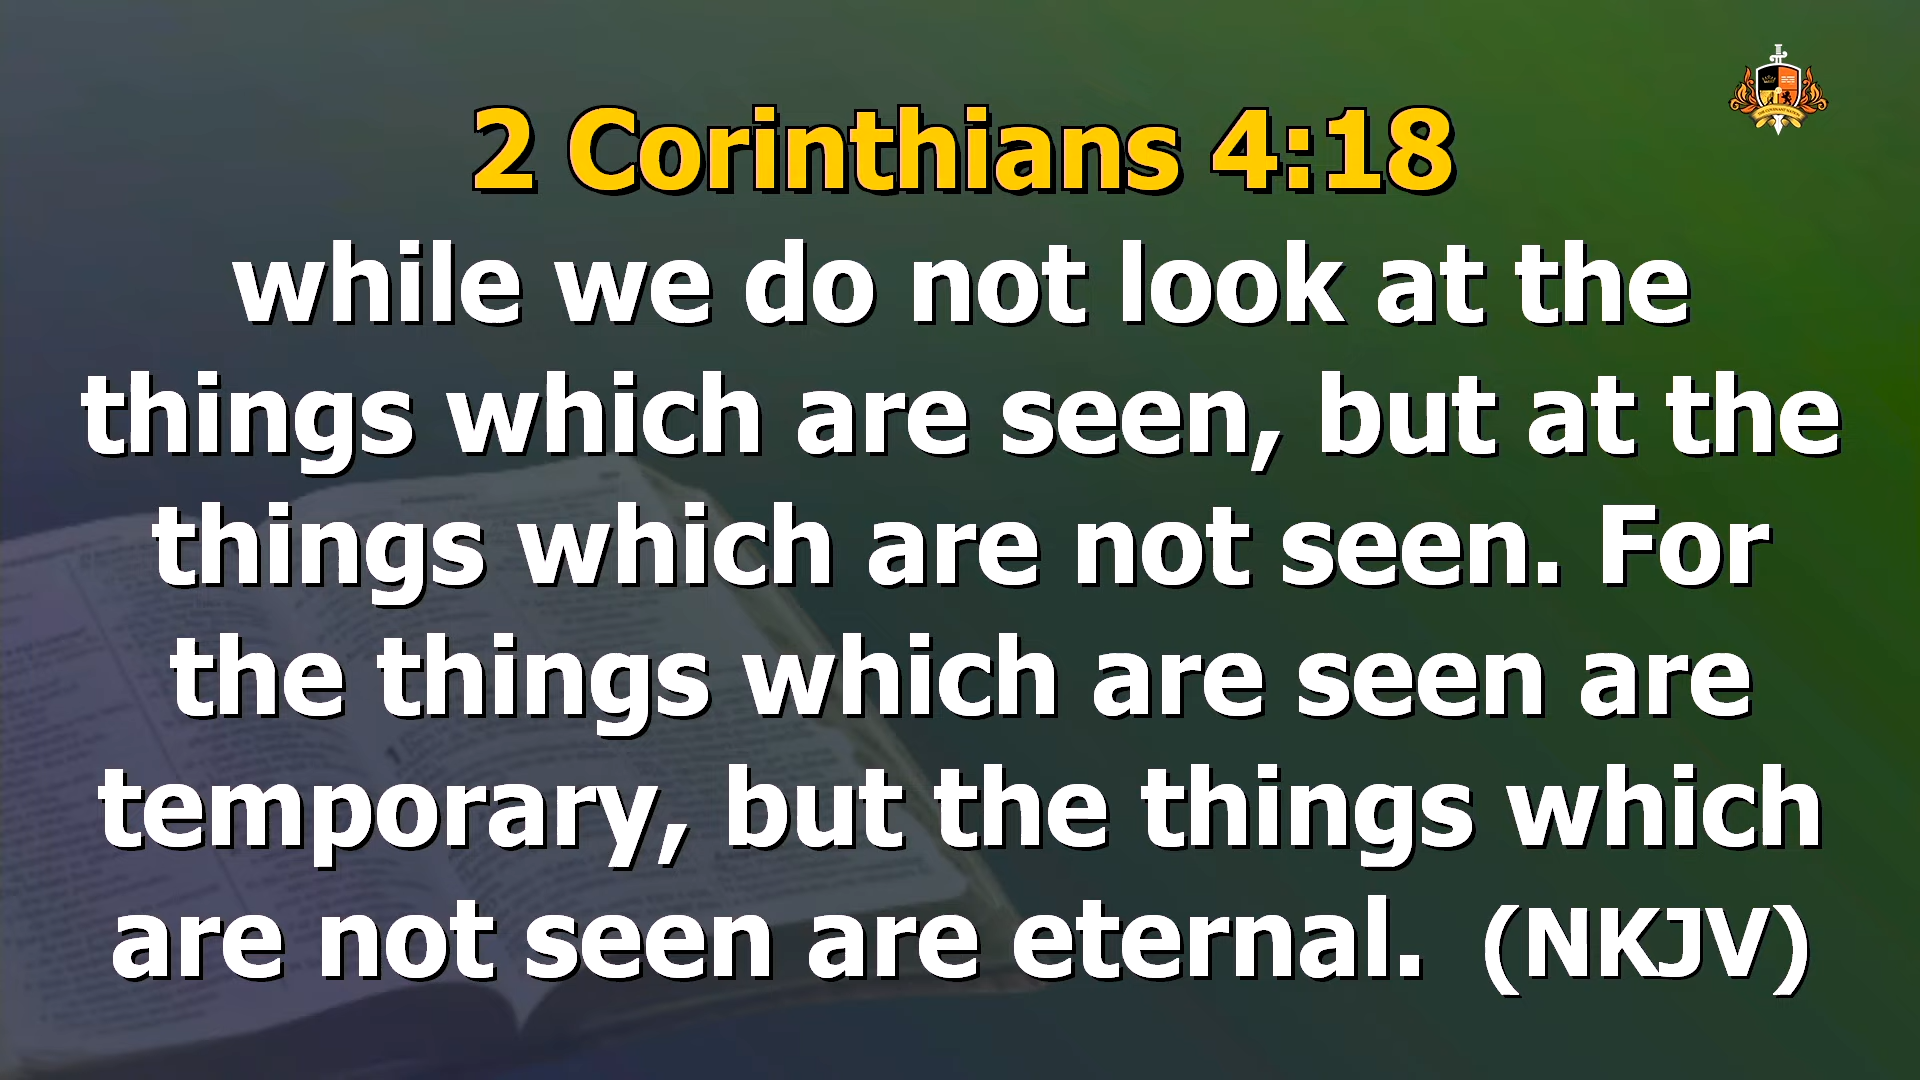 2 Corinthians 4:18
while we do not look at the
things which are seen, but at the
things which are not seen. For
the things which are seen are
temporary, but the things which
are not seen are eternal.  (NKJV)